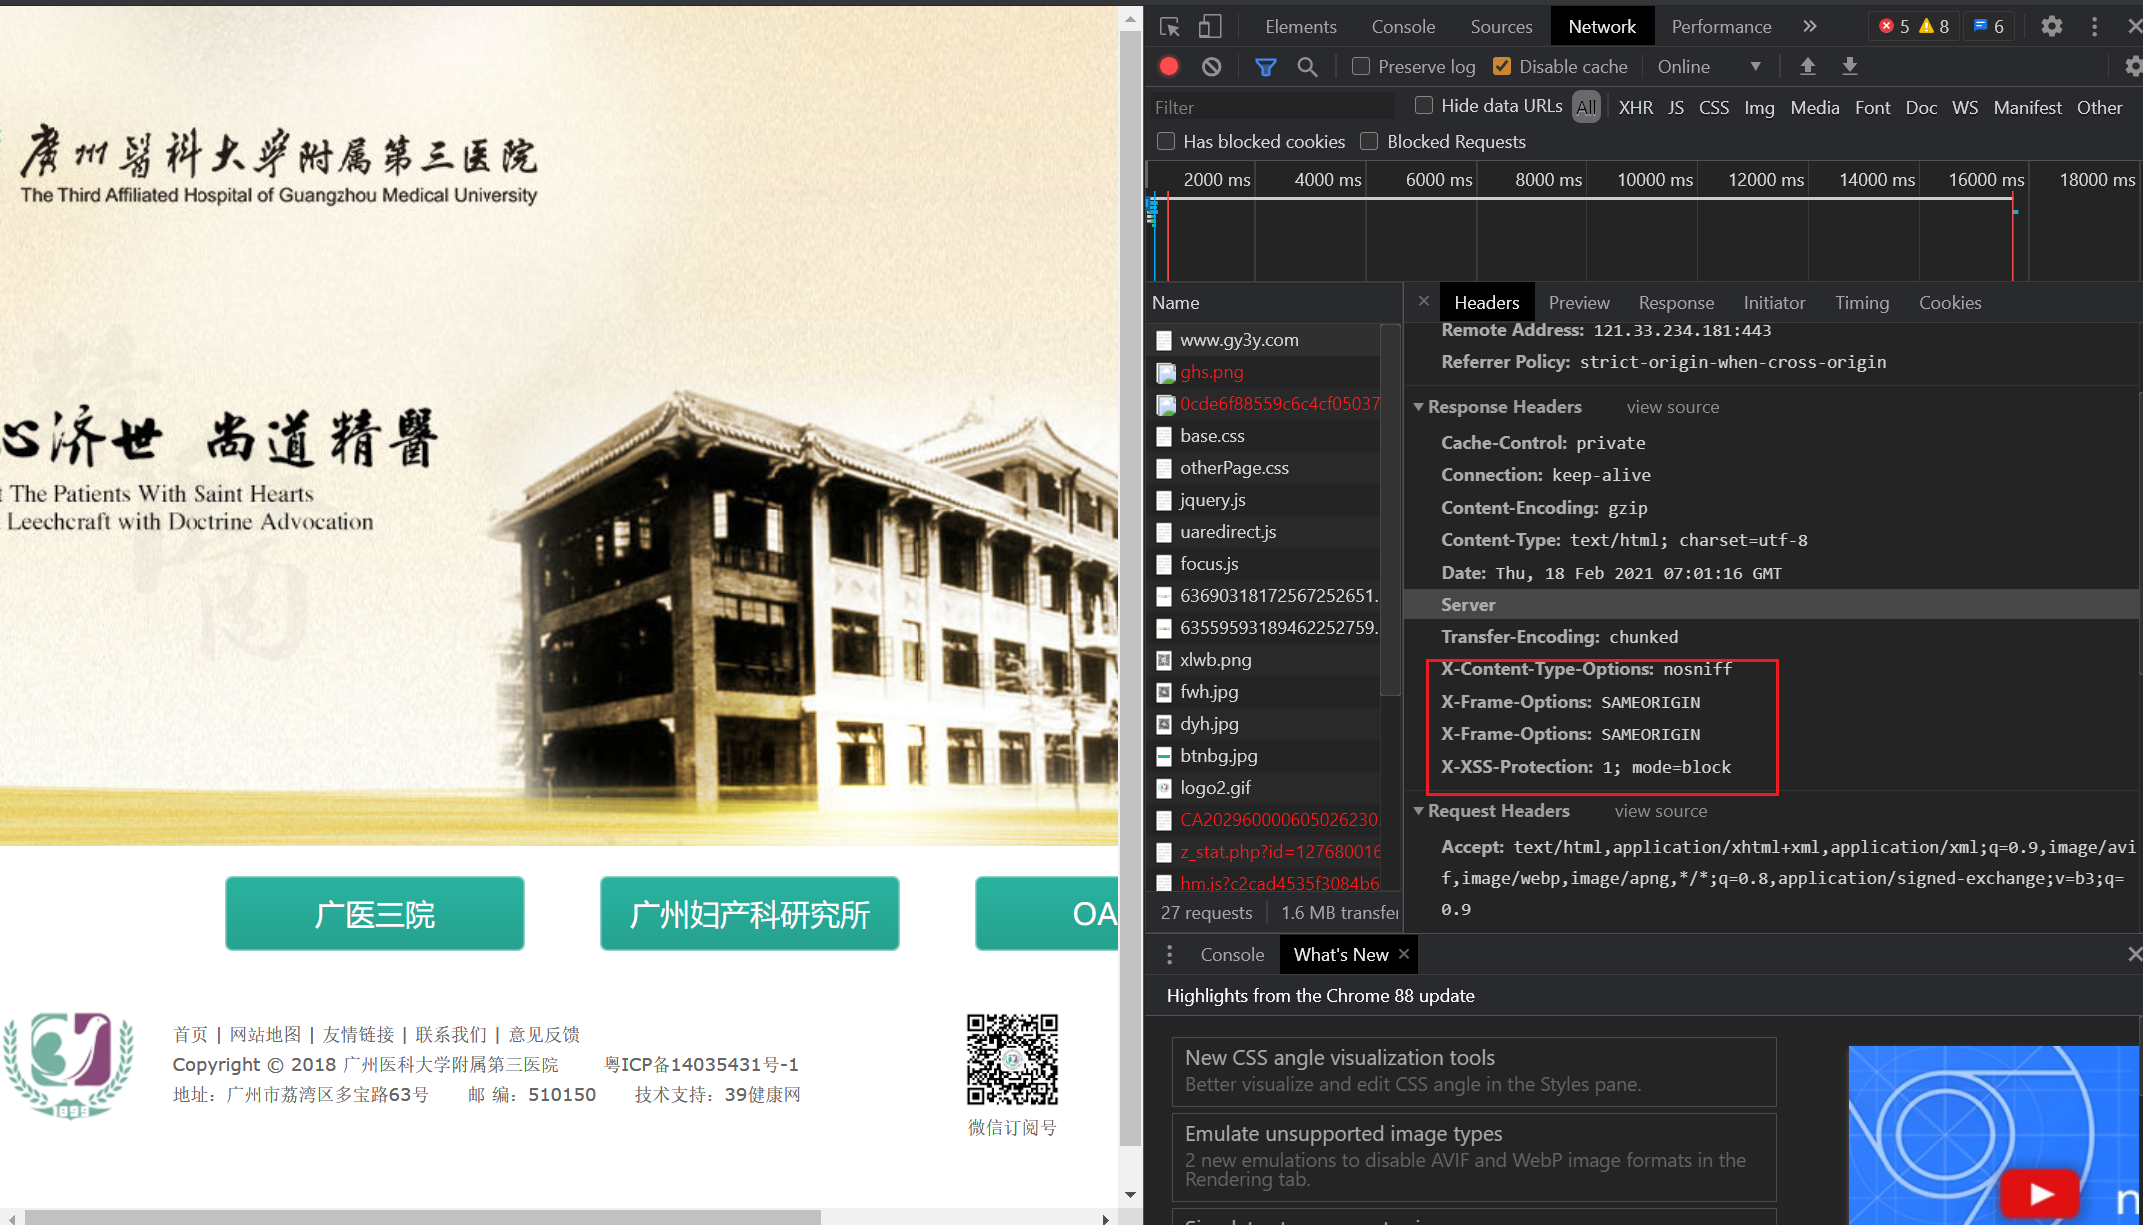 廣州醫科大學附属第三医院
The Third Affiliated Hospital of Guangzhou Medical University
心济世 尚道精醫
t The Patients With Saint Hearts
Leechcraft with Doctrine Advocation
广医三院
广州妇产科研究所
OA
首页 | 网站地图 | 友情链接 | 联系我们 | 意见反馈
Copyright © 2018 广州医科大学附属第三医院 粤ICP备14035431号-1
地址：广州市荔湾区多宝路63号 邮 编：510150 技术支持：39健康网
1899
微信订阅号
Elements Console Sources Network Performance » 5 8 6
Preserve log Disable cache Online
Filter Hide data URLs All XHR JS CSS Img Media Font Doc WS Manifest Other
Has blocked cookies Blocked Requests
2000 ms 4000 ms 6000 ms 8000 ms 10000 ms 12000 ms 14000 ms 16000 ms 18000 ms
Name
www.gy3y.com
ghs.png
0cde6f88559c6c4cf05037
base.css
otherPage.css
jquery.js
uaredirect.js
focus.js
63690318172567252651.
63559593189462252759.
xlwb.png
fwh.jpg
dyh.jpg
btnbg.jpg
logo2.gif
CA202960000605026230.
z_stat.php?id=127680016
hm.js?c2cad4535f3084b6
27 requests 1.6 MB transfer
Headers Preview Response Initiator Timing Cookies
Remote Address: 121.33.234.181:443
Referrer Policy: strict-origin-when-cross-origin
Response Headers view source
Cache-Control: private
Connection: keep-alive
Content-Encoding: gzip
Content-Type: text/html; charset=utf-8
Date: Thu, 18 Feb 2021 07:01:16 GMT
Server
Transfer-Encoding: chunked
X-Content-Type-Options: nosniff
X-Frame-Options: SAMEORIGIN
X-Frame-Options: SAMEORIGIN
X-XSS-Protection: 1; mode=block
Request Headers view source
Accept: text/html,application/xhtml+xml,application/xml;q=0.9,image/avi
f,image/webp,image/apng,*/*;q=0.8,application/signed-exchange;v=b3;q=
0.9
Console What's New
Highlights from the Chrome 88 update
New CSS angle visualization tools
Better visualize and edit CSS angle in the Styles pane.
Emulate unsupported image types
2 new emulations to disable AVIF and WebP image formats in the
Rendering tab.
n